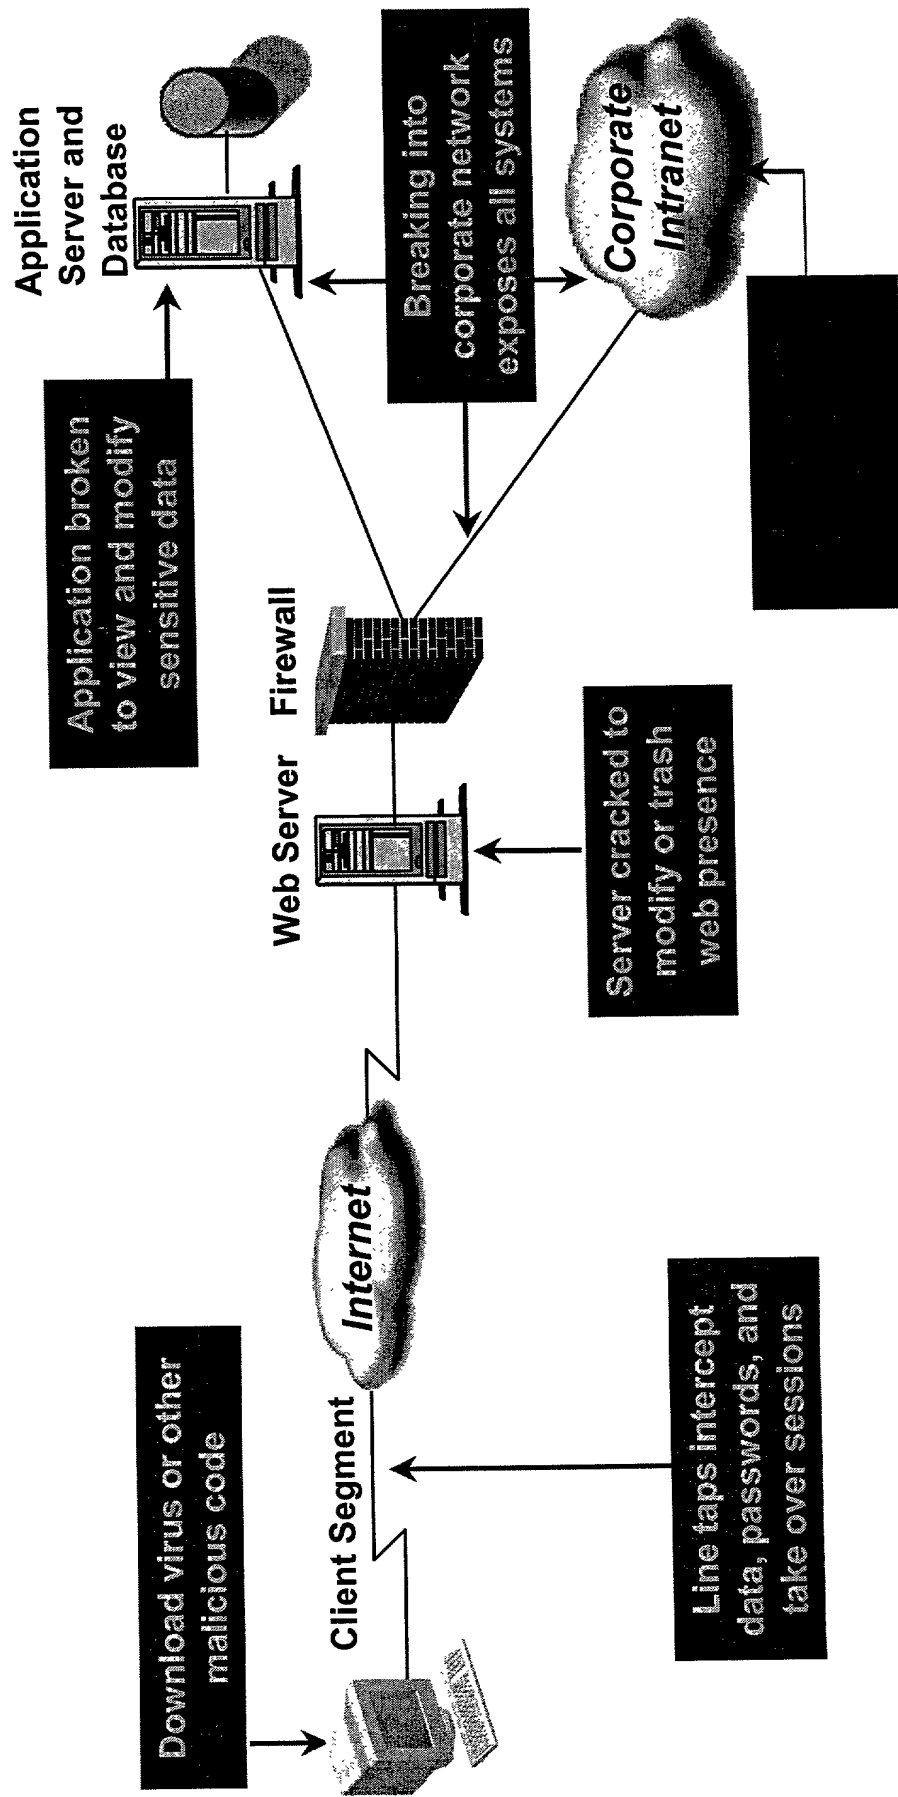 Application
Server and
Database
Application broken
to view and modify
sensitive data
Breaking into
corporate network
exposes all systems
Corporate
Intranet
Firewall
Web Server
Server cracked to
modify or trash
web presence
Internet
Download virus or other
malicious code
Client Segment
Line taps intercept
data, passwords, and
take over sessions